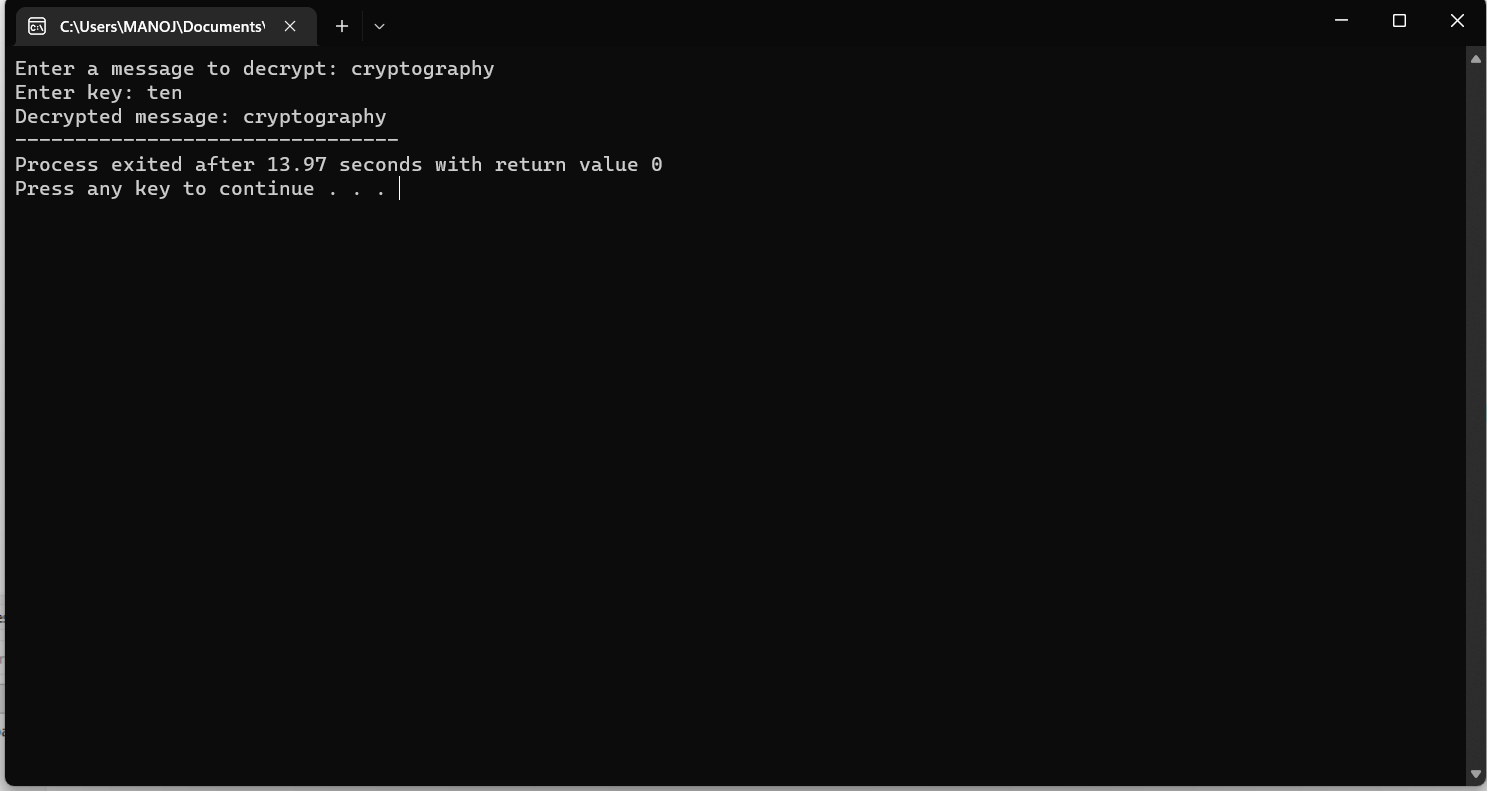 C:\Users\MANOJ\Documents\
Enter a message to decrypt: cryptography
Enter key: ten
Decrypted message: cryptography
--------------------------------
Process exited after 13.97 seconds with return value 0
Press any key to continue . . .